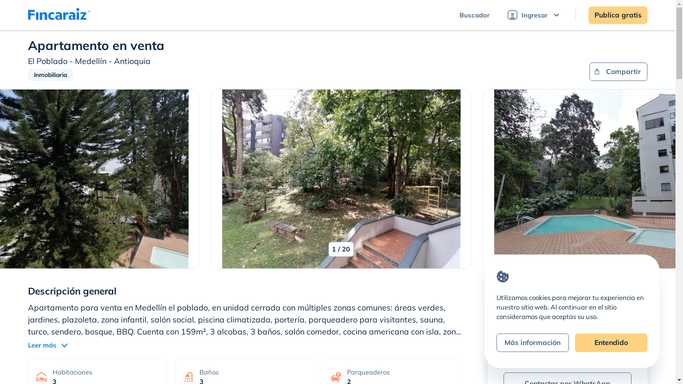 Fincaraiz
Buscador
Ingresar
Publica gratis
Apartamento en venta
El Poblado - Medellín - Antioquia
Inmobiliaria
Compartir
1 / 20
Descripción general
Apartamento para venta en Medellín el poblado, en unidad cerrada con múltiples zonas comunes: áreas verdes,
jardines, plazoleta, zona infantil, salón social, piscina climatizada, portería, parqueadero para visitantes, sauna,
turco, sendero, bosque, BBQ. Cuenta con 159m², 3 alcobas, 3 baños, salón comedor, cocina americana con isla, zon...
Leer más
Habitaciones
3
Baños
3
Parqueaderos
2
Utilizamos cookies para mejorar tu experiencia en
nuestro sitio web. Al continuar en el sitio
consideramos que aceptas su uso.
Más información
Entendido
Contactar por WhatsApp